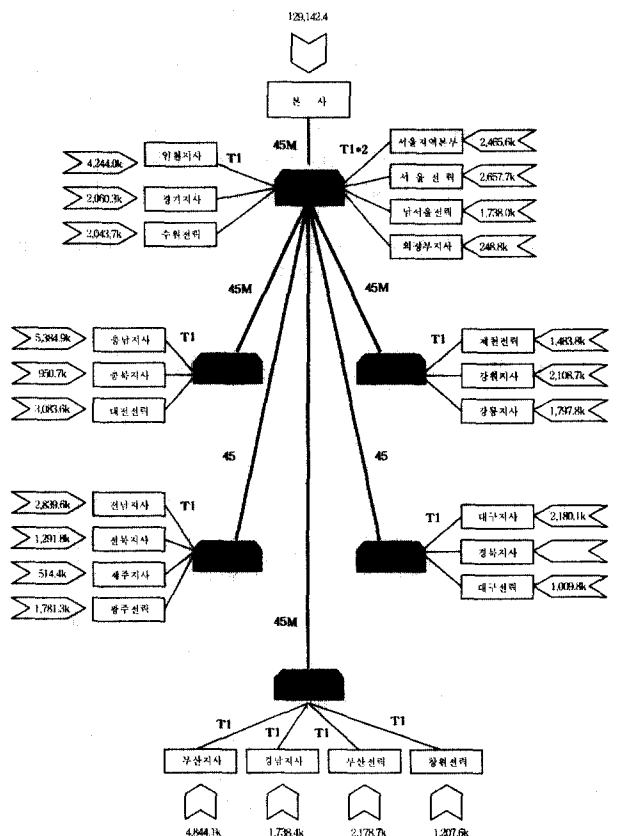 129,142.4
본 사
45M
T1*2
T1
인천지사
4,244.0k
경기지사
2,060.3k
수원전력
2,043.7k
서울지역본부
2,465.6k
서 울 전 력
2,657.7k
남서울전력
1,738.0k
의정부지사
248.8k
45M
45M
5,384.9k
충남지사
T1
950.7k
충북지사
3,083.6k
대전전력
T1
제천전력
1,483.8k
강원지사
2,108.7k
강릉지사
1,797.8k
45
45
2,839.6k
전남지사
T1
1,291.8k
전북지사
514.4k
제주지사
1,781.3k
광주전력
T1
대구지사
2,180.1k
경북지사
대구전력
1,009.8k
45M
T1
T1
T1
T1
부산지사
경남지사
부산전력
창원전력
4,844.1k
1,738.4k
2,178.7k
1,207.6k